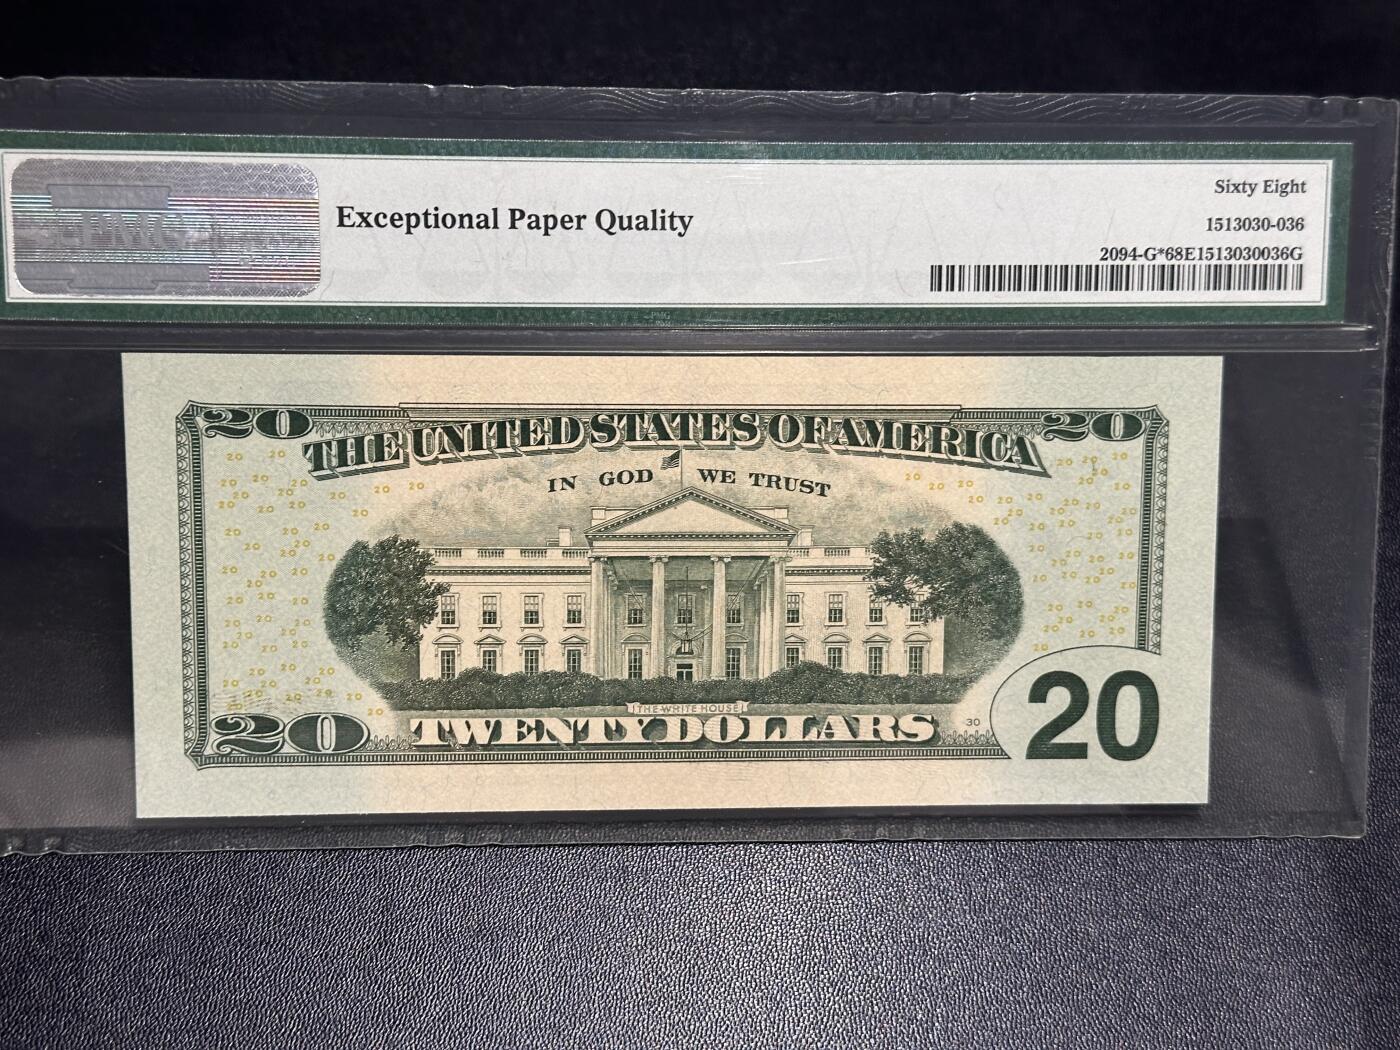 PMG
Exceptional Paper Quality
Sixty Eight
1513030-036
2094-G*68E1513030036G
20
20
THE UNITED STATES OF AMERICA
IN GOD WE TRUST
THE WHITE HOUSE
20
TWENTY DOLLARS
30
20